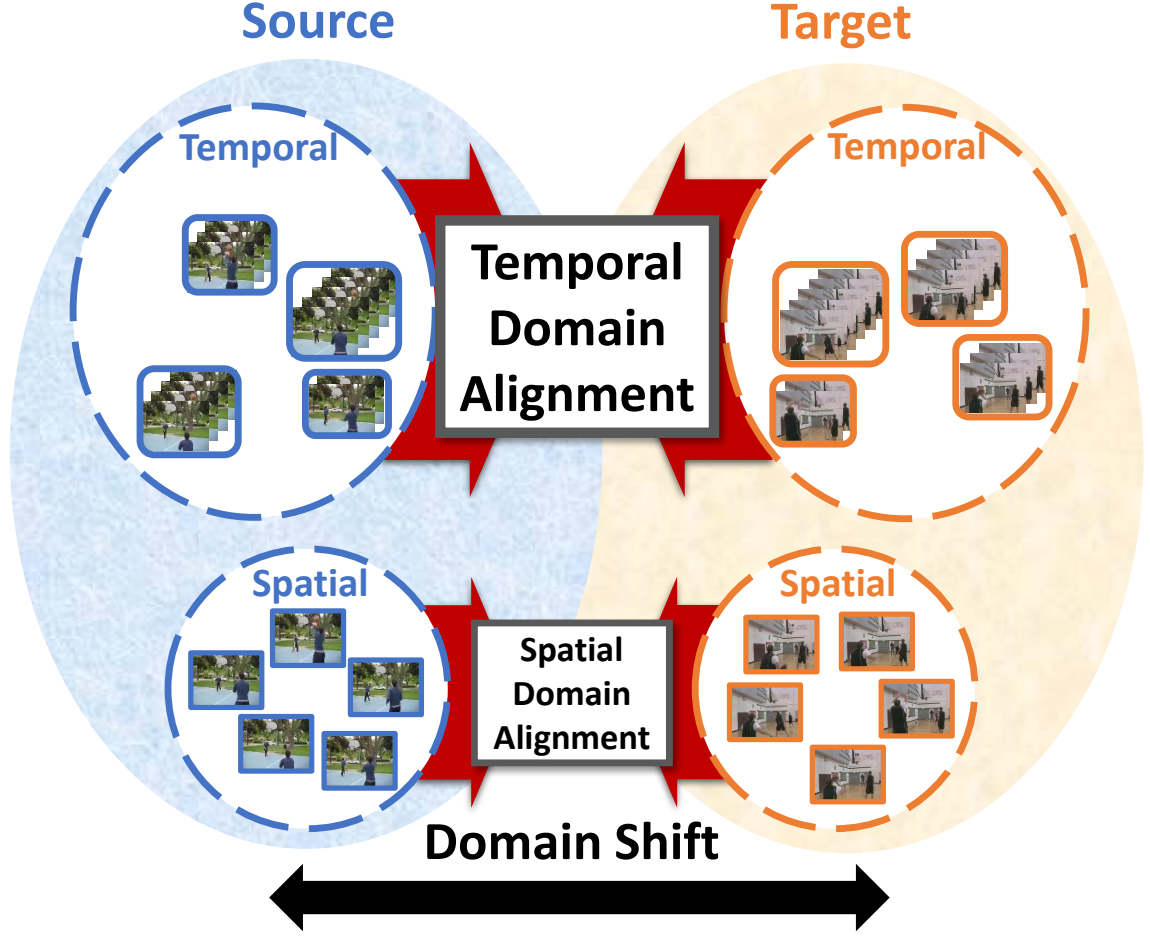 Source
Target
Temporal
Temporal
Temporal
Domain
Alignment
Spatial
Spatial
Spatial
Domain
Alignment
Domain Shift